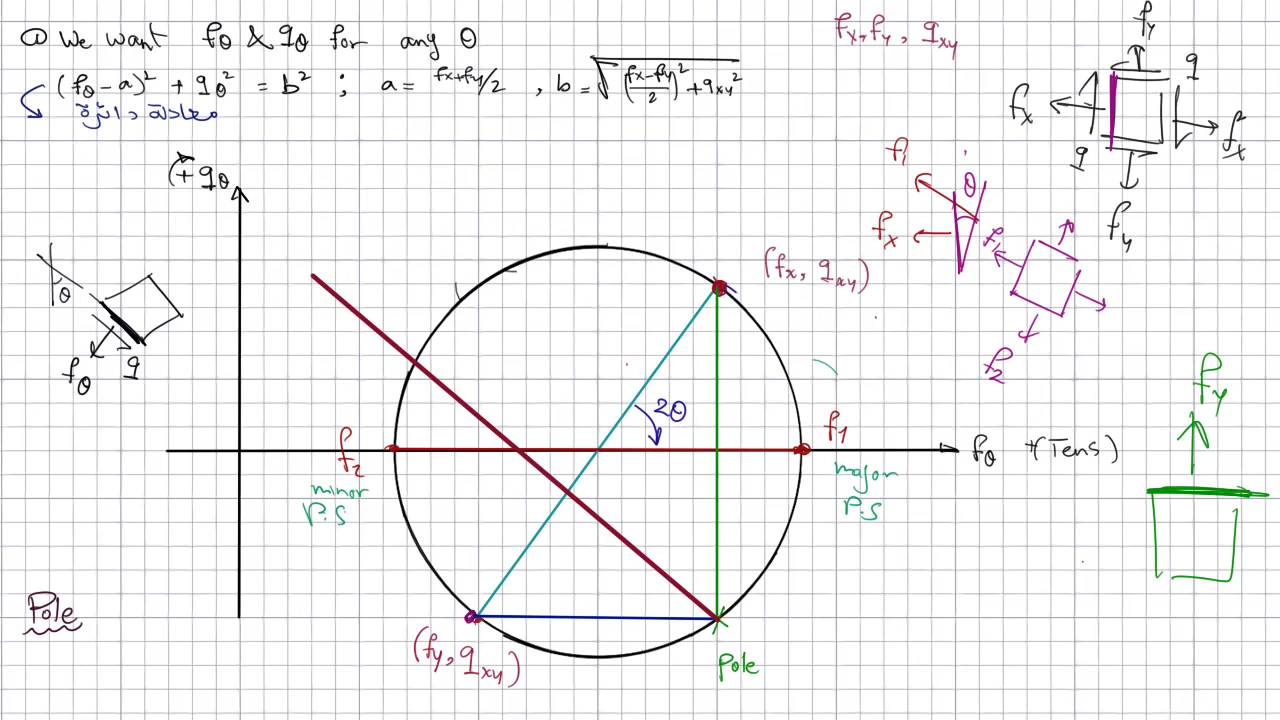 ① We want fθ & qθ for any θ
(fθ - a)² + qθ² = b² ; a = fx+fy/2 , b = √((fx-fy)/2)² + qxy²
معادلة دائرة
fx, fy, qxy
fy
q
fx
fx
q
fy
(+ qθ
f₁
θ
fx
f₁
f₂
(fx, qxy)
θ
fθ
q
2θ
f₂
f₁
fθ +(Tens)
minor
P.S
major
P.S
fy
Pole
(fy, qxy)
Pole